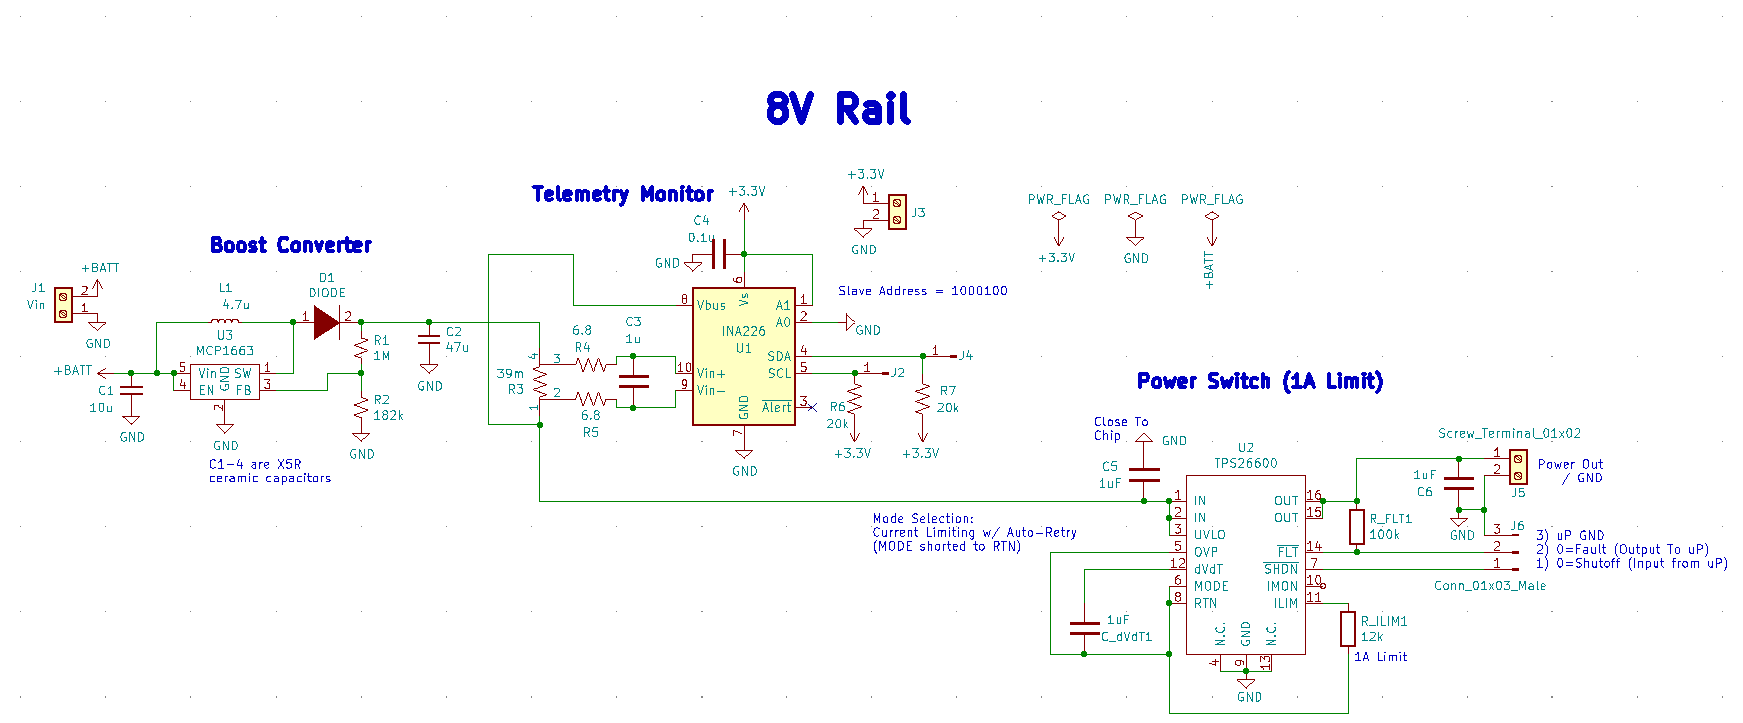 8V Rail
Telemetry Monitor
Boost Converter
Power Switch (1A Limit)
J1
Vin
+BATT
2
1
GND
+BATT
C1
10u
GND
L1
4.7u
U3
MCP1663
5 Vin SW 1
4 EN FB 3
GND
2
GND
C1-4 are X5R
ceramic capacitors
D1
DIODE
1 2
R1
1M
R2
182k
GND
C2
47u
GND
39m
R3
4
3
2
1
6.8
R4
6.8
R5
C3
1u
C4
0.1u
GND
+3.3V
6
Vs
8 Vbus
A1 1
A0 2
INA226
U1
SDA 4
SCL 5
10 Vin+
9 Vin-
Alert 3
GND
7
GND
Slave Address = 1000100
GND
1 J4
1 J2
R6
20k
+3.3V
R7
20k
+3.3V
+3.3V
1
2
J3
GND
PWR_FLAG
+3.3V
PWR_FLAG
GND
PWR_FLAG
+BATT
Close To
Chip
GND
C5
1uF
Mode Selection:
Current Limiting w/ Auto-Retry
(MODE shorted to RTN)
U2
TPS26600
1 IN
2 IN
3 UVLO
5 OVP
12 dVdT
6 MODE
8 RTN
OUT 16
OUT 15
FLT 14
SHDN 7
IMON 10
ILIM 11
N.C.
GND
N.C.
4
9
13
GND
1uF
C_dVdT1
R_ILIM1
12k
1A Limit
R_FLT1
100k
Screw_Terminal_01x02
1
2
J5
Power Out
/ GND
1uF
C6
GND
J6
3
2
1
3) uP GND
2) 0=Fault (Output To uP)
1) 0=Shutoff (Input from uP)
Conn_01x03_Male